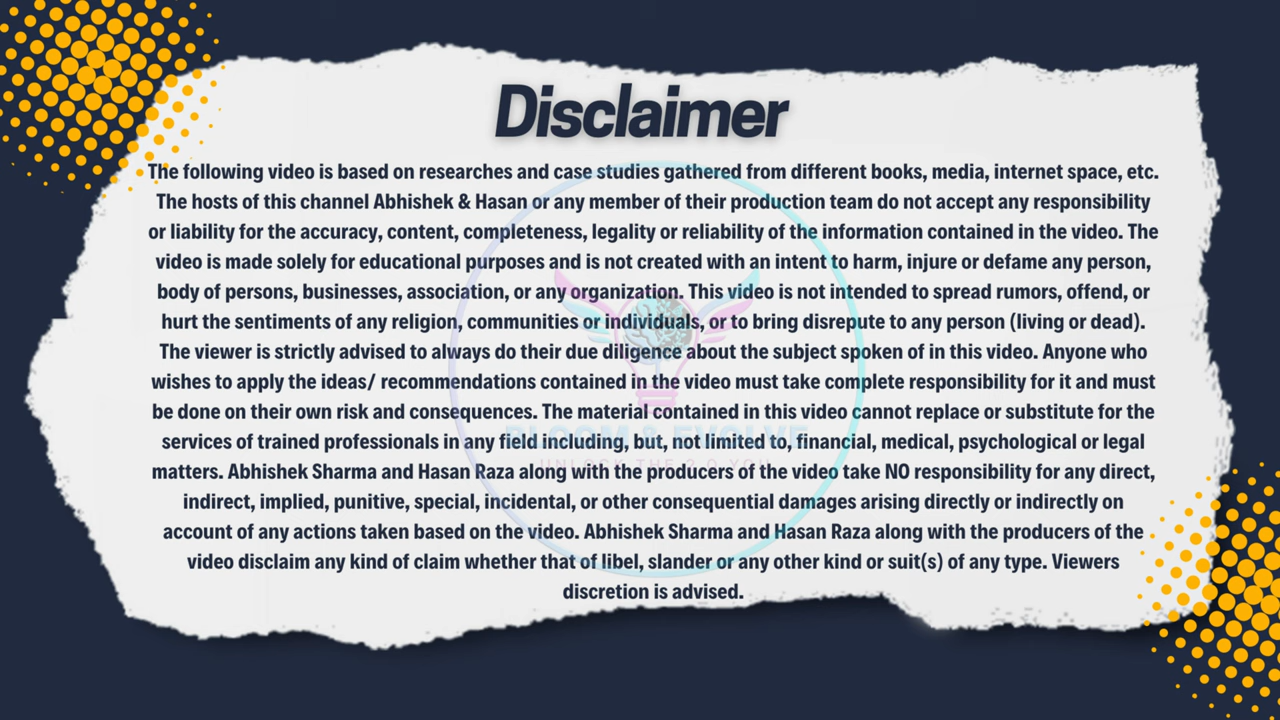 Disclaimer
The following video is based on researches and case studies gathered from different books, media, internet space, etc.
The hosts of this channel Abhishek & Hasan or any member of their production team do not accept any responsibility
or liability for the accuracy, content, completeness, legality or reliability of the information contained in the video. The
video is made solely for educational purposes and is not created with an intent to harm, injure or defame any person,
body of persons, businesses, association, or any organization. This video is not intended to spread rumors, offend, or
hurt the sentiments of any religion, communities or individuals, or to bring disrepute to any person (living or dead).
The viewer is strictly advised to always do their due diligence about the subject spoken of in this video. Anyone who
wishes to apply the ideas/ recommendations contained in the video must take complete responsibility for it and must
be done on their own risk and consequences. The material contained in this video cannot replace or substitute for the
services of trained professionals in any field including, but, not limited to, financial, medical, psychological or legal
matters. Abhishek Sharma and Hasan Raza along with the producers of the video take NO responsibility for any direct,
indirect, implied, punitive, special, incidental, or other consequential damages arising directly or indirectly on
account of any actions taken based on the video. Abhishek Sharma and Hasan Raza along with the producers of the
video disclaim any kind of claim whether that of libel, slander or any other kind or suit(s) of any type. Viewers
discretion is advised.
BLOOM & EVOLVE
UNLOCK THE 2.0 YOU